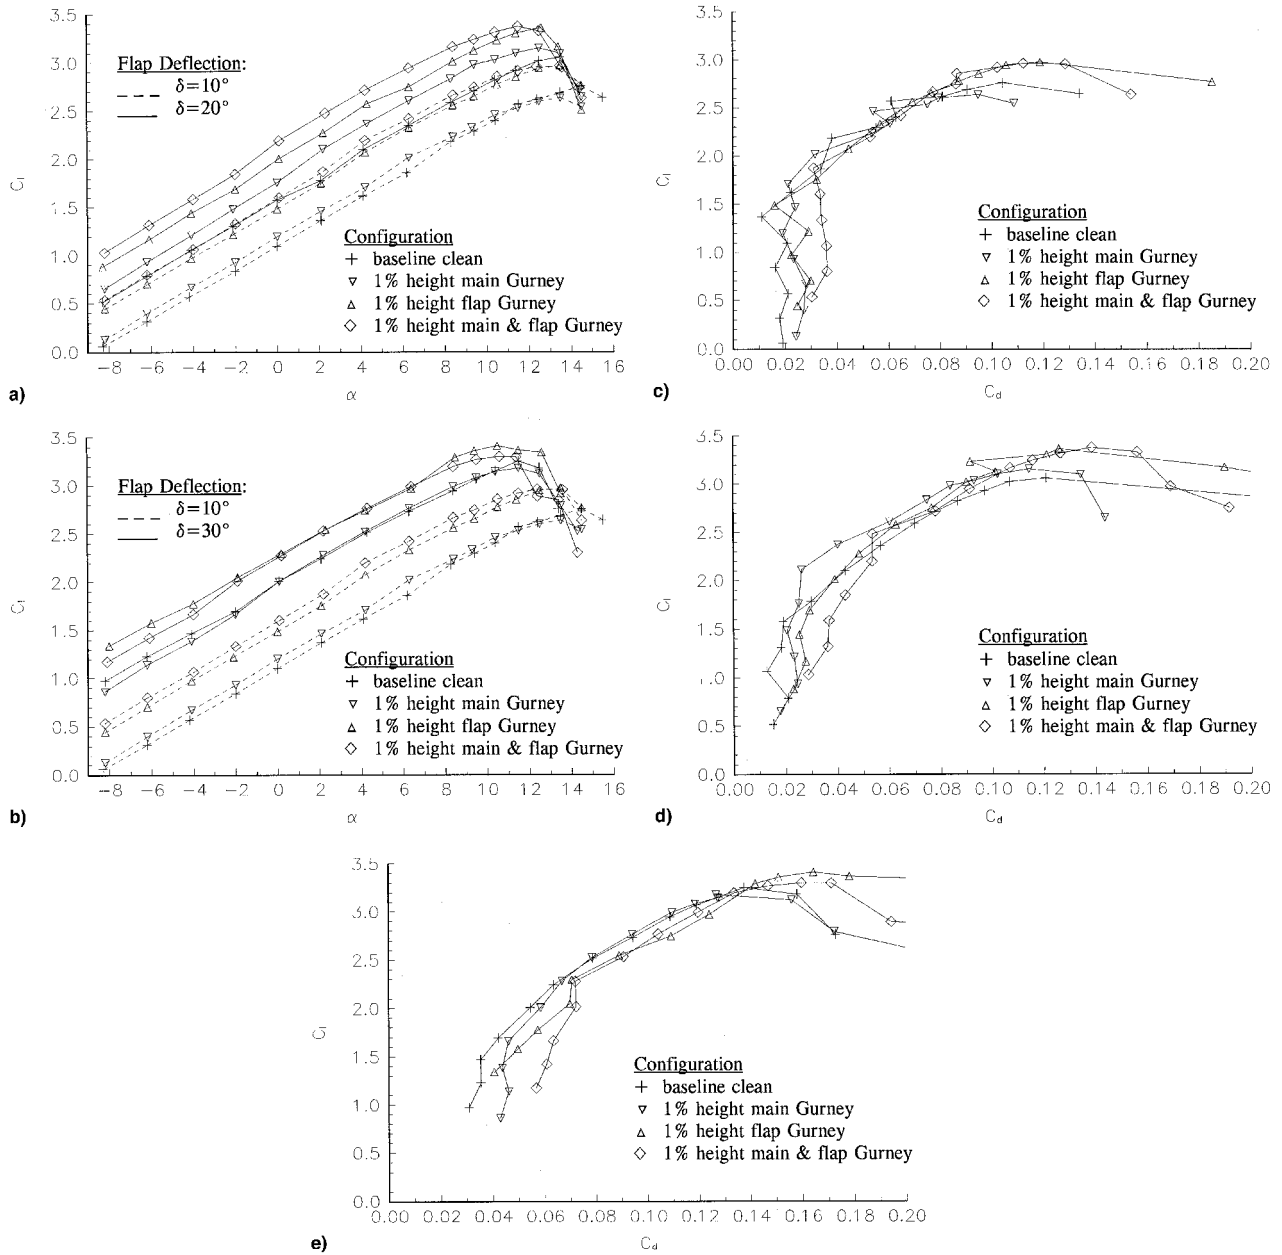 3.5
3.0
2.5
2.0
1.5
1.0
0.5
0.0
Cl
Flap Deflection:
δ=10°
δ=20°
Configuration
baseline clean
1% height main Gurney
1% height flap Gurney
1% height main & flap Gurney
−8 −6 −4 −2 0 2 4 6 8 10 12 14 16
α
a)
3.5
3.0
2.5
2.0
1.5
1.0
0.5
0.0
Cl
Configuration
baseline clean
1% height main Gurney
1% height flap Gurney
1% height main & flap Gurney
0.00 0.02 0.04 0.06 0.08 0.10 0.12 0.14 0.16 0.20
Cd
c)
3.5
3.0
2.5
2.0
1.5
1.0
0.5
0.0
Cl
Flap Deflection:
δ=10°
δ=30°
Configuration
baseline clean
1% height main Gurney
1% height flap Gurney
1% height main & flap Gurney
−8 −6 −4 −2 0 2 4 6 8 10 12 14 16
α
b)
3.5
3.0
2.5
2.0
1.5
1.0
0.5
0.0
Cl
Configuration
baseline clean
1% height main Gurney
1% height flap Gurney
1% height main & flap Gurney
0.00 0.02 0.04 0.06 0.08 0.10 0.12 0.14 0.16 0.20
Cd
d)
3.5
3.0
2.5
2.0
1.5
1.0
0.5
0.0
Cl
Configuration
baseline clean
1% height main Gurney
1% height flap Gurney
1% height main & flap Gurney
0.00 0.02 0.04 0.06 0.08 0.10 0.12 0.14 0.16 0.20
Cd
e)